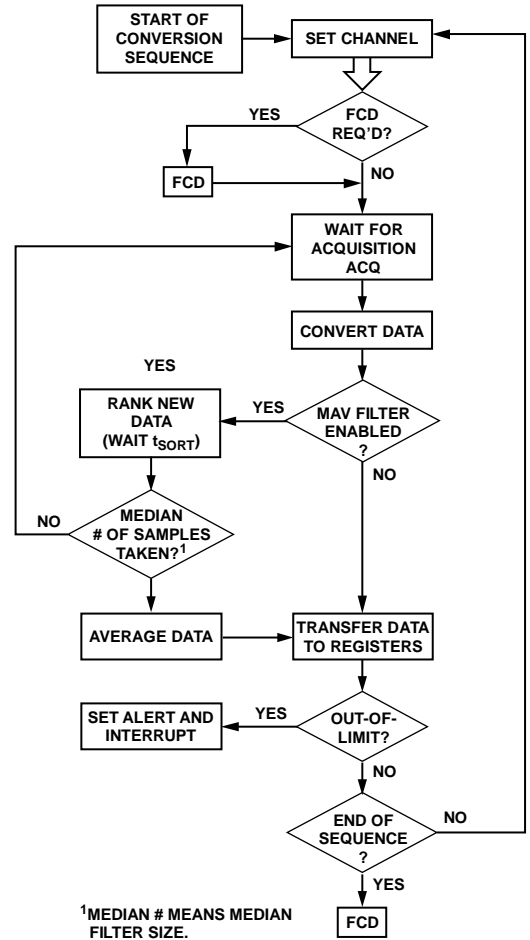 START OF
CONVERSION
SEQUENCE
SET CHANNEL
YES
FCD
REQ'D?
FCD
NO
WAIT FOR
ACQUISITION
ACQ
CONVERT DATA
YES
RANK NEW
DATA
(WAIT tSORT)
YES
MAV FILTER
ENABLED
?
NO
NO
MEDIAN
# OF SAMPLES
TAKEN?1
AVERAGE DATA
TRANSFER DATA
TO REGISTERS
SET ALERT AND
INTERRUPT
YES
OUT-OF-
LIMIT?
NO
END OF
SEQUENCE
?
NO
YES
FCD
1MEDIAN # MEANS MEDIAN
FILTER SIZE.